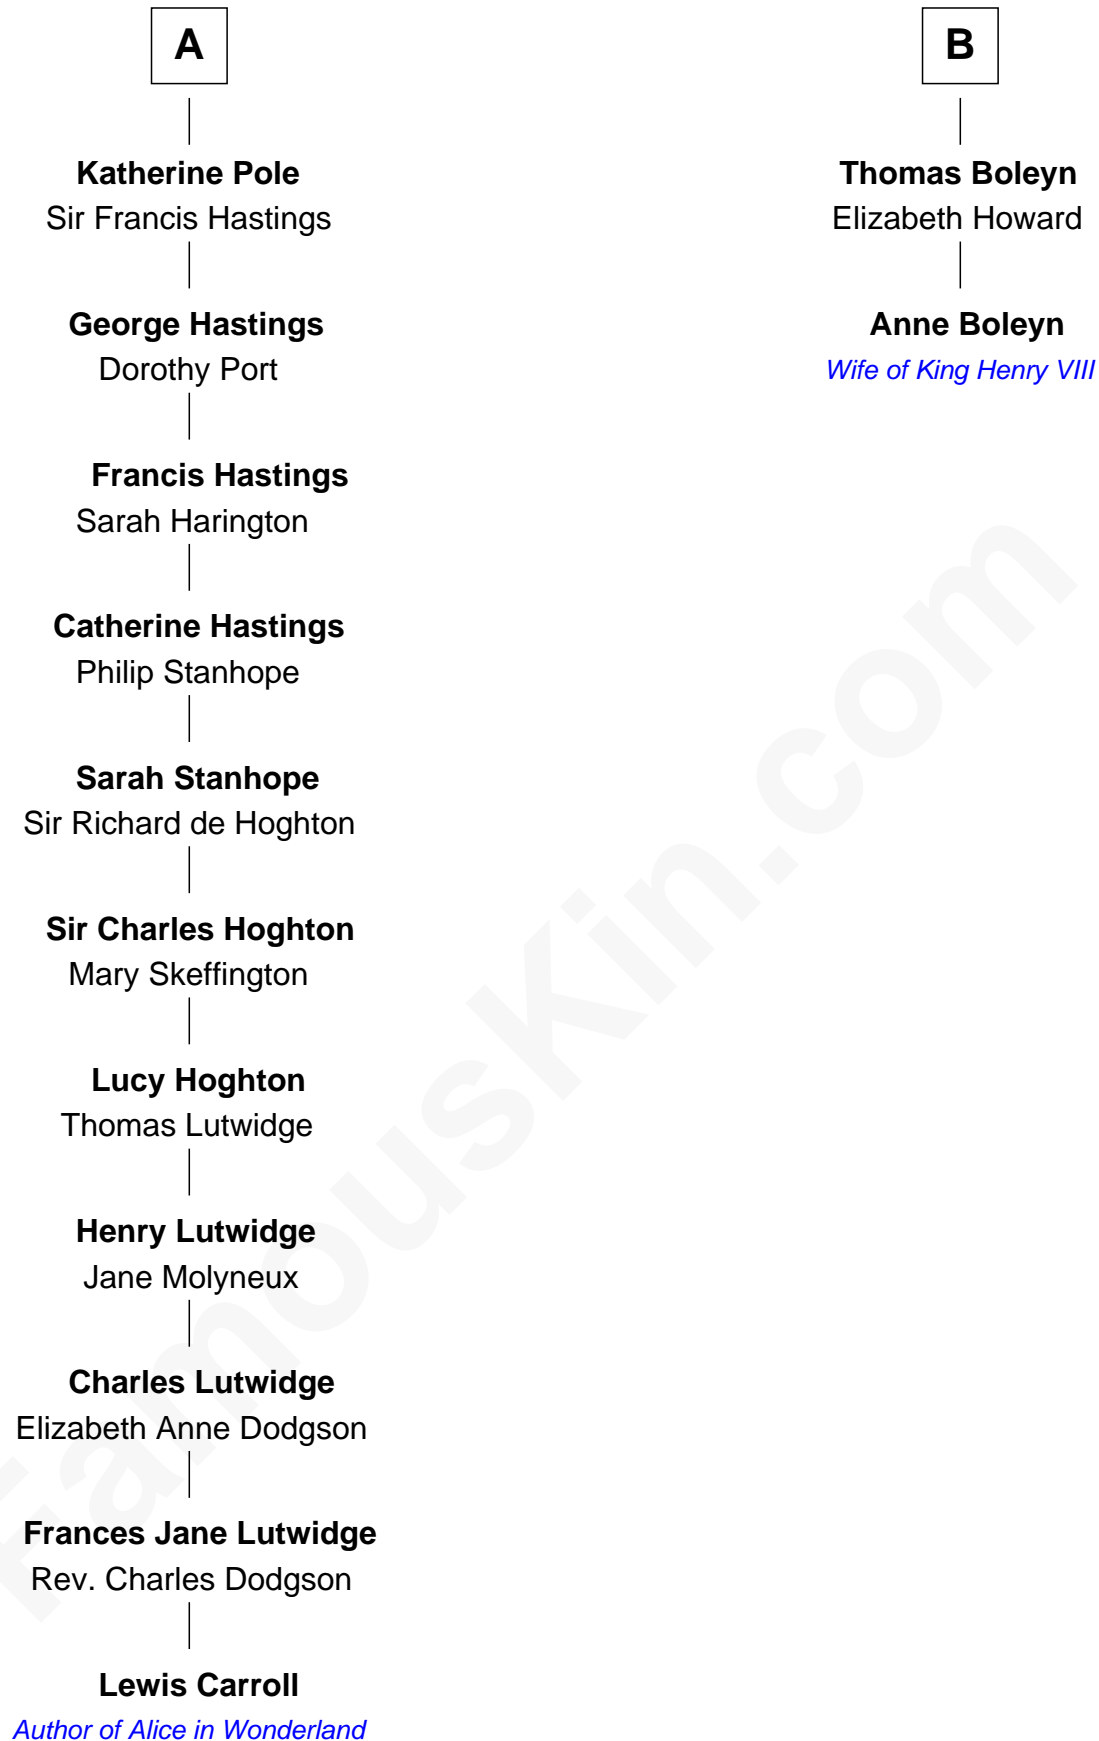 A
B
Katherine Pole
Sir Francis Hastings
Thomas Boleyn
Elizabeth Howard
George Hastings
Dorothy Port
Anne Boleyn
Wife of King Henry VIII
Francis Hastings
Sarah Harington
Catherine Hastings
Philip Stanhope
Sarah Stanhope
Sir Richard de Hoghton
Sir Charles Hoghton
Mary Skeffington
Lucy Hoghton
Thomas Lutwidge
Henry Lutwidge
Jane Molyneux
Charles Lutwidge
Elizabeth Anne Dodgson
Frances Jane Lutwidge
Rev. Charles Dodgson
Lewis Carroll
Author of Alice in Wonderland
FamousKin.com